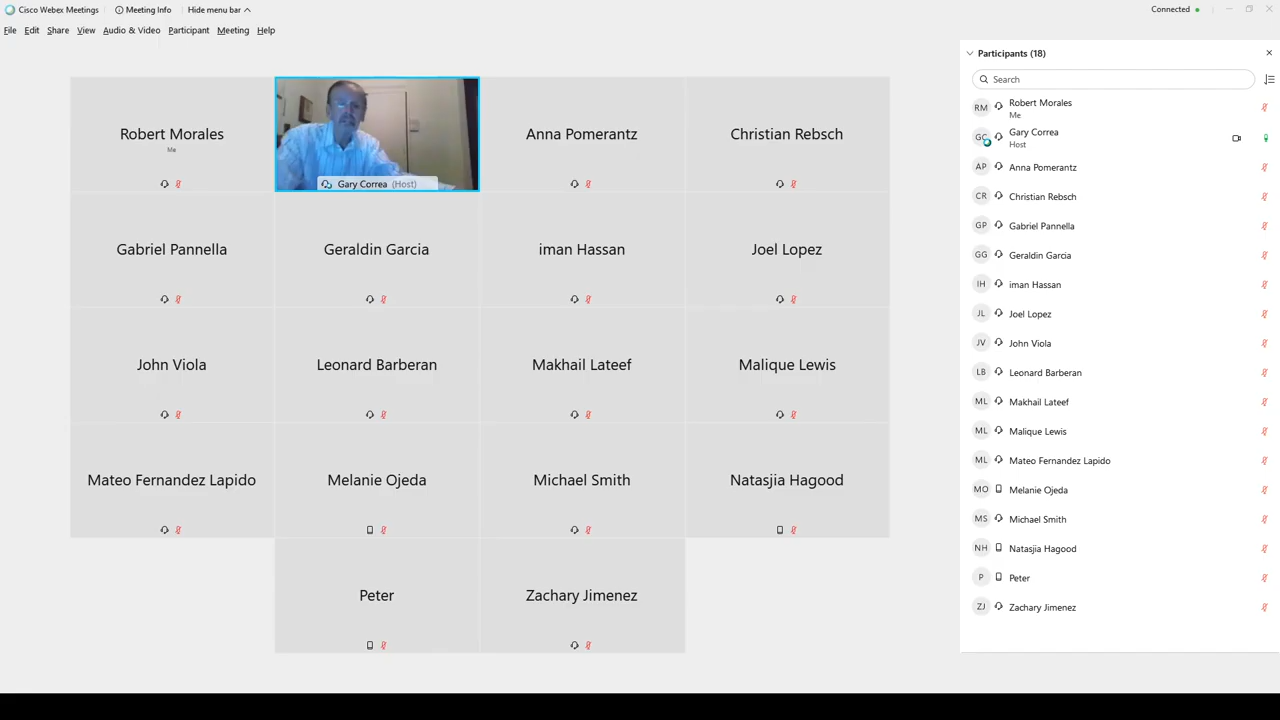 Cisco Webex Meetings
Meeting Info
Hide menu bar
Connected
File Edit Share View Audio & Video Participant Meeting Help
Robert Morales
Me
Gary Correa (Host)
Anna Pomerantz
Christian Rebsch
Gabriel Pannella
Geraldin Garcia
iman Hassan
Joel Lopez
John Viola
Leonard Barberan
Makhail Lateef
Malique Lewis
Mateo Fernandez Lapido
Melanie Ojeda
Michael Smith
Natasjia Hagood
Peter
Zachary Jimenez
Participants (18)
Search
RM Robert Morales
Me
GC Gary Correa
Host
AP Anna Pomerantz
CR Christian Rebsch
GP Gabriel Pannella
GG Geraldin Garcia
IH iman Hassan
JL Joel Lopez
JV John Viola
LB Leonard Barberan
ML Makhail Lateef
ML Malique Lewis
ML Mateo Fernandez Lapido
MO Melanie Ojeda
MS Michael Smith
NH Natasjia Hagood
P Peter
ZJ Zachary Jimenez